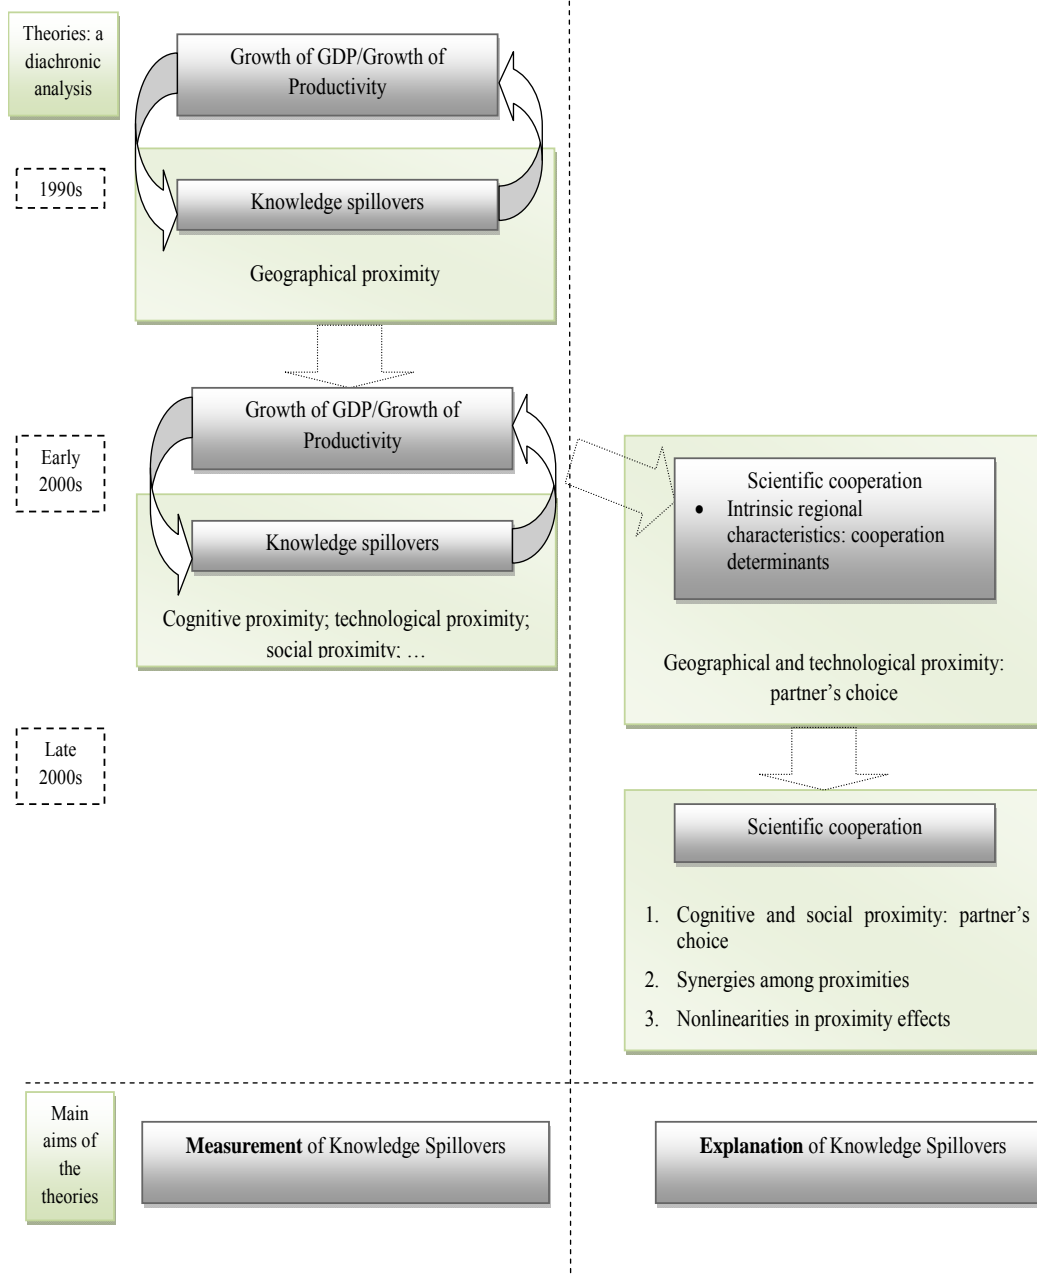 Theories: a
diachronic
analysis
Growth of GDP/Growth of
Productivity
1990s
Knowledge spillovers
Geographical proximity
Growth of GDP/Growth of
Productivity
Early
2000s
Knowledge spillovers
Cognitive proximity; technological proximity;
social proximity; …
Scientific cooperation
• Intrinsic regional
characteristics: cooperation
determinants
Geographical and technological proximity:
partner’s choice
Late
2000s
Scientific cooperation
1. Cognitive and social proximity: partner’s
choice
2. Synergies among proximities
3. Nonlinearities in proximity effects
Main
aims of
the
theories
Measurement of Knowledge Spillovers
Explanation of Knowledge Spillovers